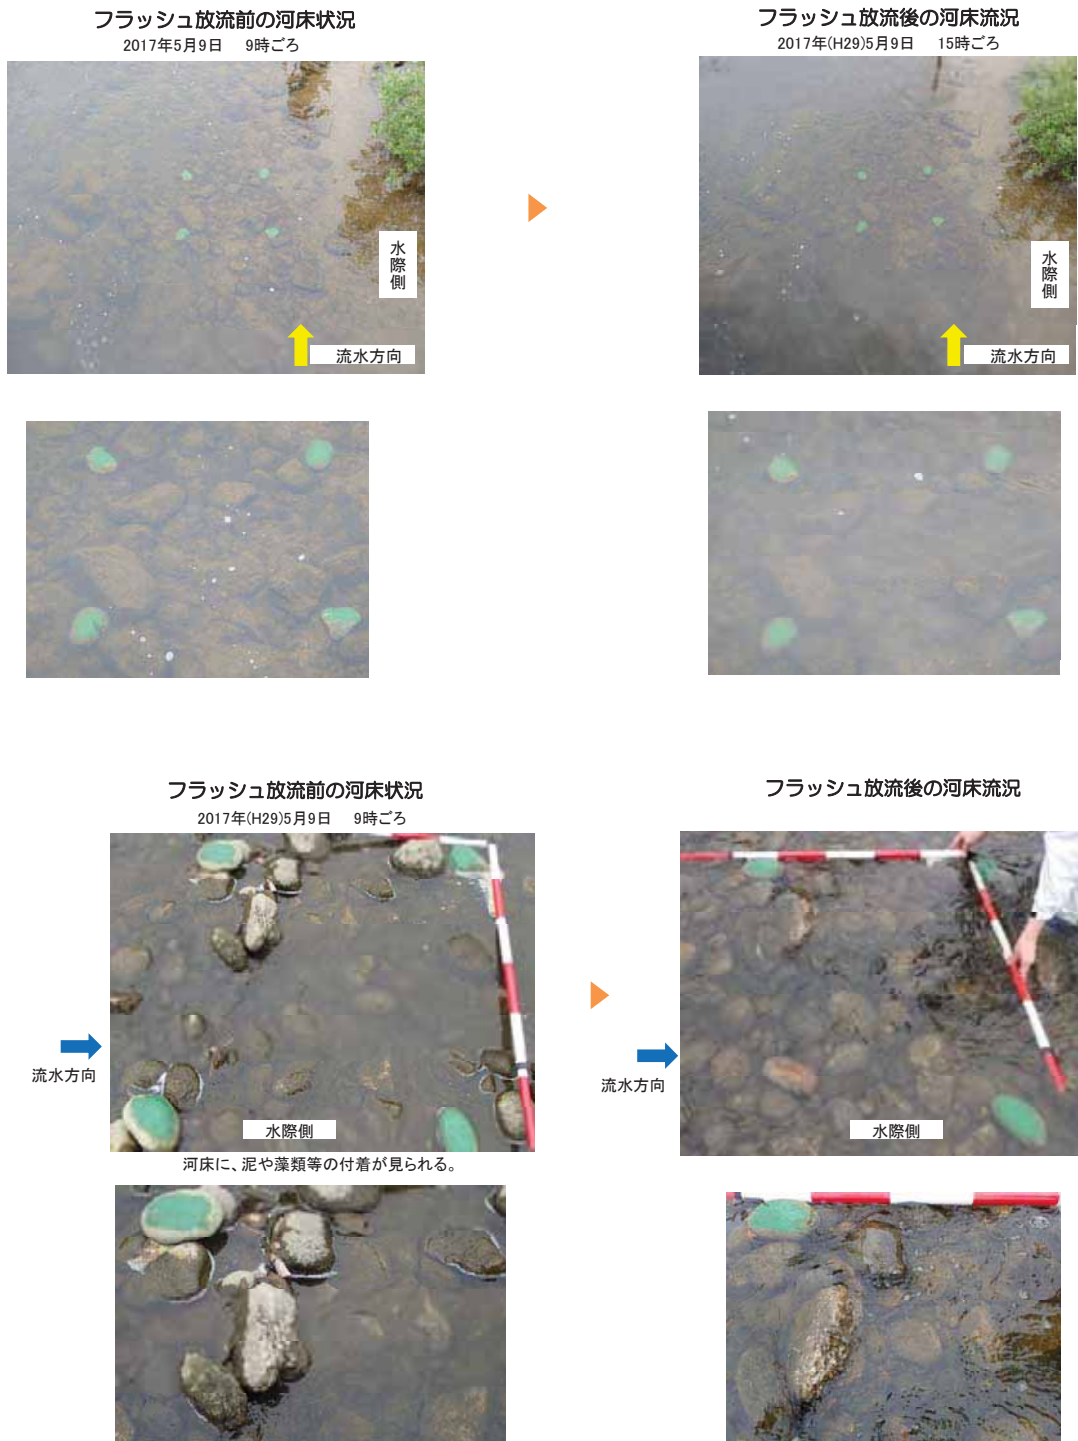 フラッシュ放流前の河床状況
2017年5月9日 9時ごろ
フラッシュ放流後の河床流況
2017年(H29)5月9日 15時ごろ
水際側
流水方向
水際側
流水方向
フラッシュ放流前の河床状況
2017年(H29)5月9日 9時ごろ
フラッシュ放流後の河床流況
流水方向
水際側
河床に、泥や藻類等の付着が見られる。
流水方向
水際側